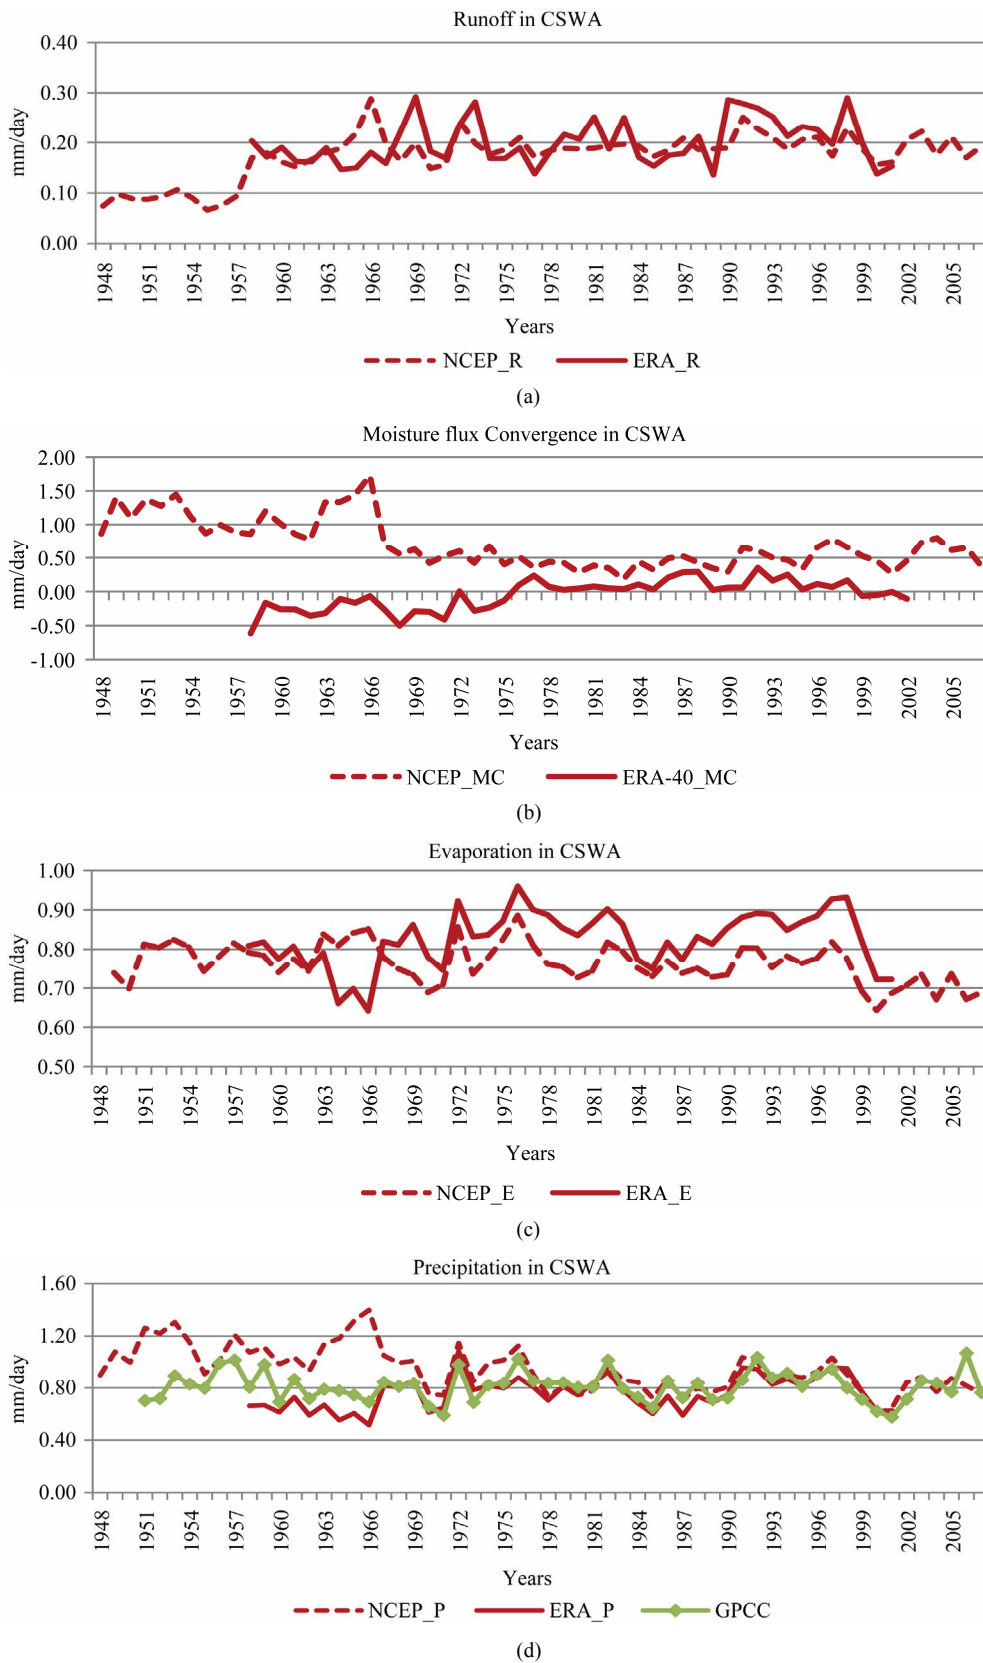 Runoff in CSWA
0.40
0.30
0.20
0.10
0.00
mm/day
1948 1951 1954 1957 1960 1963 1966 1969 1972 1975 1978 1981 1984 1987 1990 1993 1996 1999 2002 2005
Years
NCEP_R ERA_R
(a)
Moisture flux Convergence in CSWA
2.00
1.50
1.00
0.50
0.00
-0.50
-1.00
mm/day
1948 1951 1954 1957 1960 1963 1966 1969 1972 1975 1978 1981 1984 1987 1990 1993 1996 1999 2002 2005
Years
NCEP_MC ERA-40_MC
(b)
Evaporation in CSWA
1.00
0.90
0.80
0.70
0.60
0.50
mm/day
1948 1951 1954 1957 1960 1963 1966 1969 1972 1975 1978 1981 1984 1987 1990 1993 1996 1999 2002 2005
Years
NCEP_E ERA_E
(c)
Precipitation in CSWA
1.60
1.20
0.80
0.40
0.00
mm/day
1948 1951 1954 1957 1960 1963 1966 1969 1972 1975 1978 1981 1984 1987 1990 1993 1996 1999 2002 2005
Years
NCEP_P ERA_P GPCC
(d)